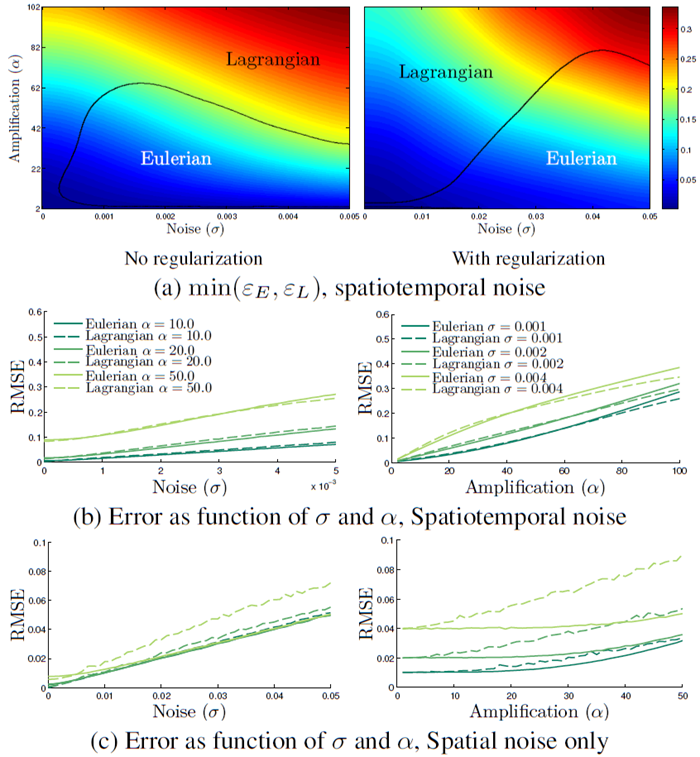 102
82
62
42
22
2
Amplification (α)
Lagrangian
Eulerian
0 0.001 0.002 0.003 0.004 0.005
Noise (σ)
No regularization
Lagrangian
Eulerian
0 0.01 0.02 0.03 0.04 0.05
Noise (σ)
With regularization
0.3
0.25
0.2
0.15
0.1
0.05
(a) min(εE, εL), spatiotemporal noise
0.6
0.5
0.4
0.3
0.2
0.1
0
RMSE
Eulerian α = 10.0
Lagrangian α = 10.0
Eulerian α = 20.0
Lagrangian α = 20.0
Eulerian α = 50.0
Lagrangian α = 50.0
0 1 2 3 4 5
x 10⁻³
Noise (σ)
0.6
0.5
0.4
0.3
0.2
0.1
0
RMSE
Eulerian σ = 0.001
Lagrangian σ = 0.001
Eulerian σ = 0.002
Lagrangian σ = 0.002
Eulerian σ = 0.004
Lagrangian σ = 0.004
20 40 60 80 100
Amplification (α)
(b) Error as function of σ and α, Spatiotemporal noise
0.1
0.08
0.06
0.04
0.02
0
RMSE
0 0.01 0.02 0.03 0.04 0.05
Noise (σ)
0.1
0.08
0.06
0.04
0.02
0
RMSE
0 10 20 30 40 50
Amplification (α)
(c) Error as function of σ and α, Spatial noise only